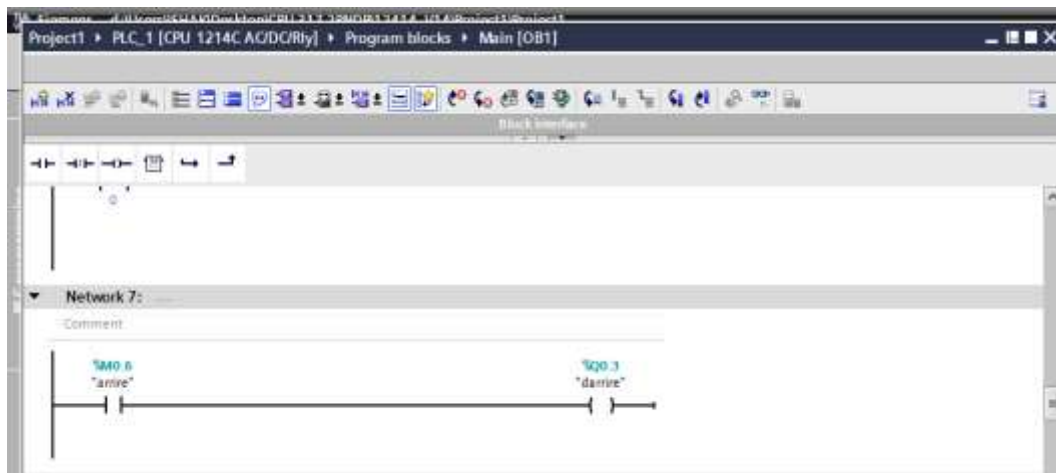 Project1 ▸ PLC_1 [CPU 1214C AC/DC/Rly] ▸ Program blocks ▸ Main [OB1]
Block interface
0
Network 7: .....
Comment
%M0.6
"arrire"
%Q0.3
"darrire"